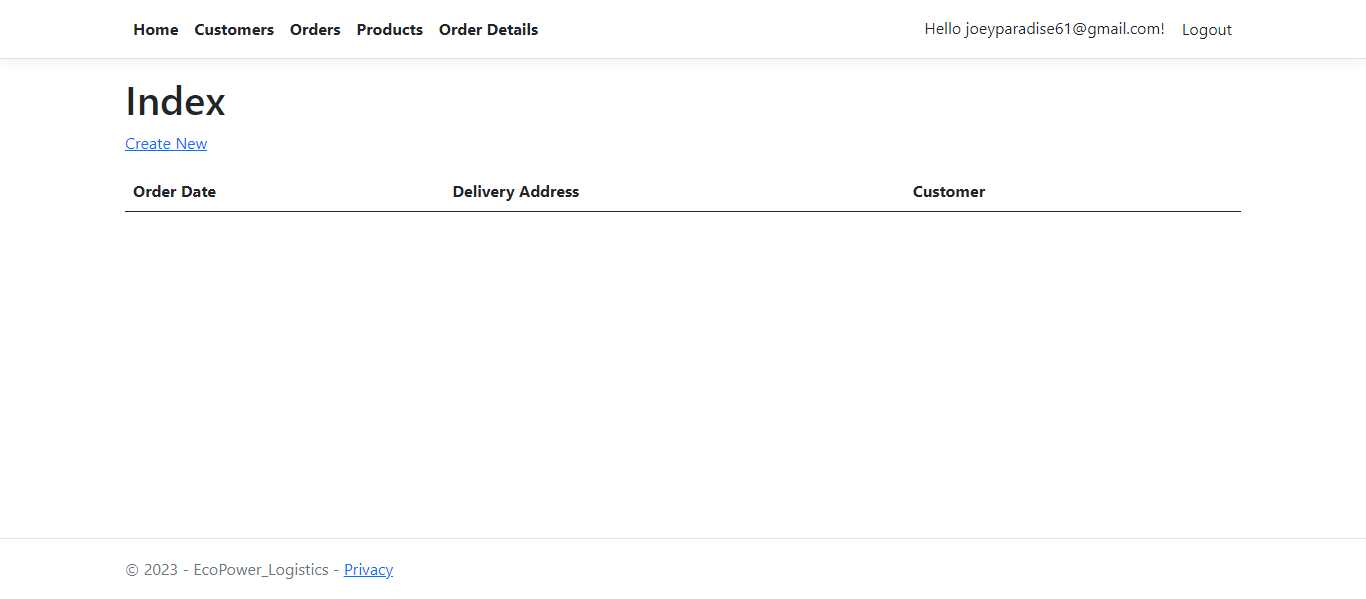 Home Customers Orders Products Order Details Hello joeyparadise61@gmail.com! Logout
Index
Create New
Order Date Delivery Address Customer
© 2023 - EcoPower_Logistics - Privacy